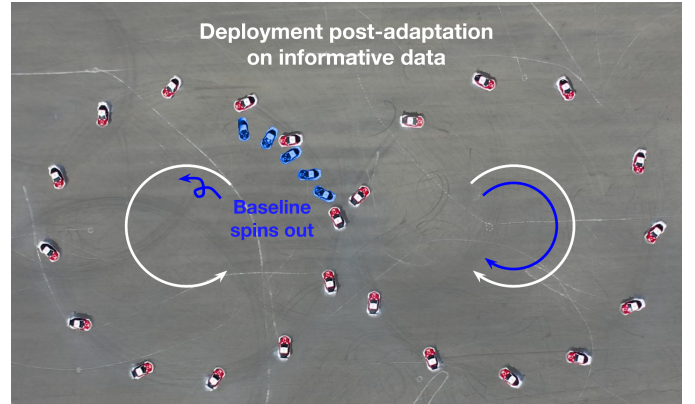 Deployment post-adaptation
on informative data
Baseline
spins out